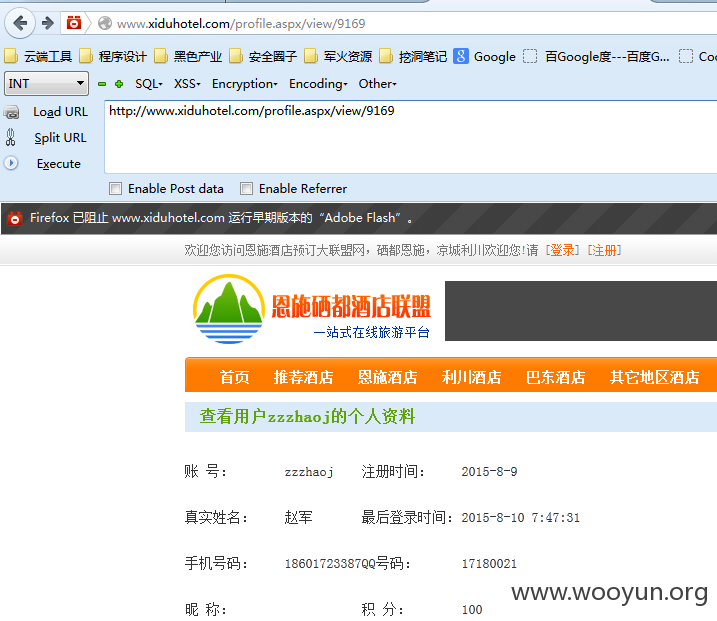 www.xiduhotel.com/profile.aspx/view/9169
云端工具 程序设计 黑色产业 安全圈子 军火资源 挖洞笔记 Google 百Google度---百度G... Coo
INT SQL- XSS- Encryption- Encoding- Other-
Load URL http://www.xiduhotel.com/profile.aspx/view/9169
Split URL
Execute
Enable Post data Enable Referrer
Firefox 已阻止 www.xiduhotel.com 运行早期版本的“Adobe Flash”。
欢迎您访问恩施酒店预订大联盟网，硒都恩施，凉城利川欢迎您!请 [登录] [注册]
恩施硒都酒店联盟
一站式在线旅游平台
首页 推荐酒店 恩施酒店 利川酒店 巴东酒店 其它地区酒店
查看用户zzzhaoj的个人资料
账 号： zzzhaoj 注册时间： 2015-8-9
真实姓名： 赵军 最后登录时间：2015-8-10 7:47:31
手机号码： 18601723387QQ号码： 17180021
昵 称： 积 分： 100
www.wooyun.org